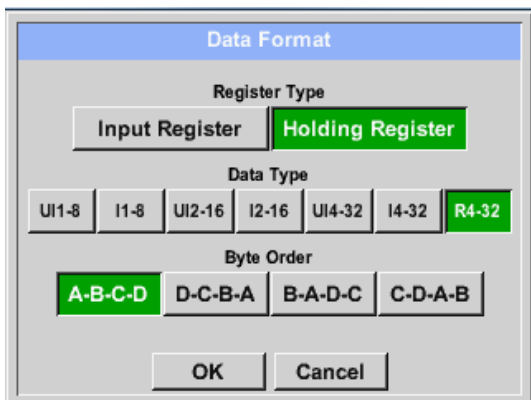 Data Format
Register Type
Input Register Holding Register
Data Type
UI1-8 I1-8 UI2-16 I2-16 UI4-32 I4-32 R4-32
Byte Order
A-B-C-D D-C-B-A B-A-D-C C-D-A-B
OK Cancel